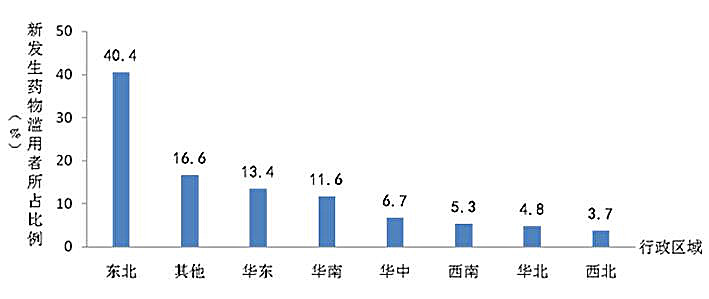 新发生药物滥用者所占比例
（%）
50
40
30
20
10
0
40.4
16.6
13.4
11.6
6.7
5.3
4.8
3.7
东北
其他
华东
华南
华中
西南
华北
西北
行政区域